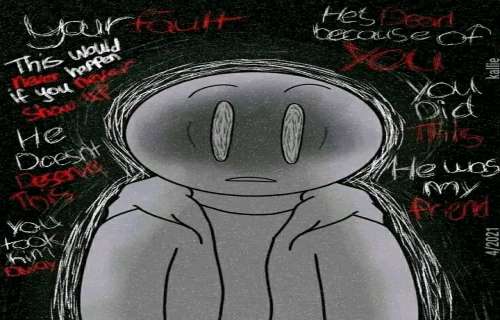 your fault
This would
never happen
if you never
show up
He
Doesn't
Deserve
This
you
took
him
away
He's Dead
because of
you
you
Did
This
He was
my
friend
kallie
4/2021